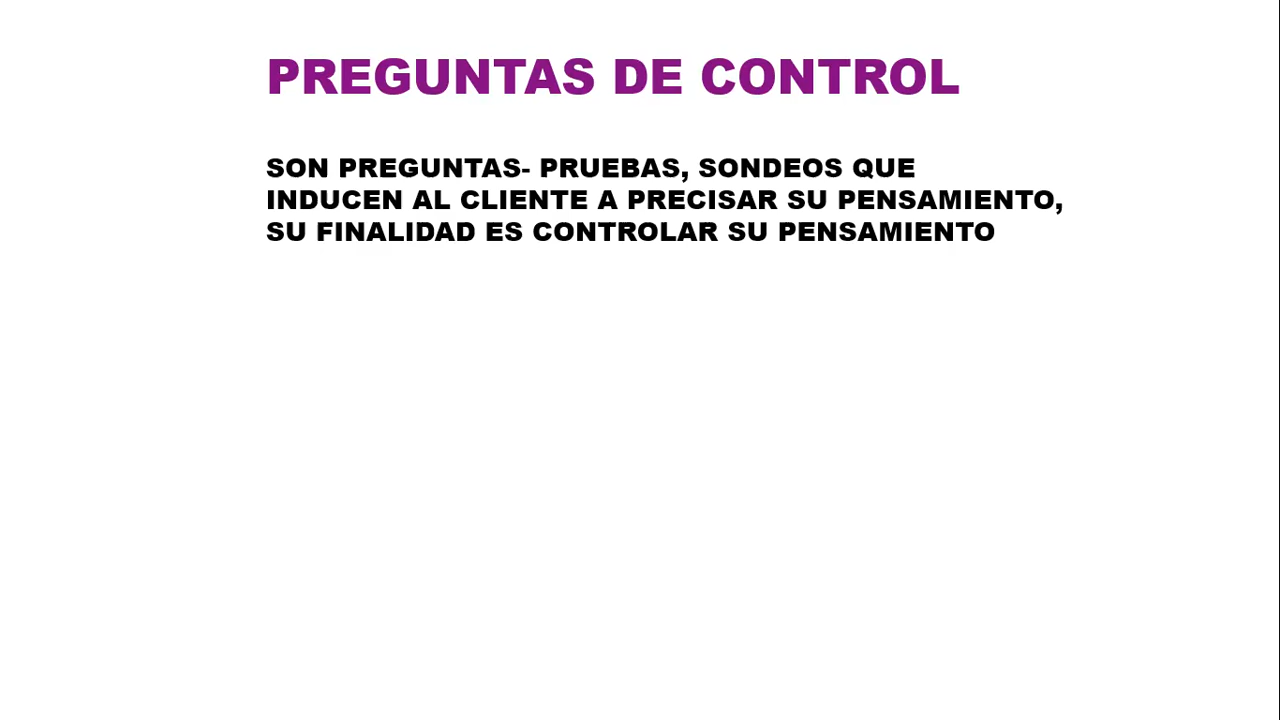 PREGUNTAS DE CONTROL
SON PREGUNTAS- PRUEBAS, SONDEOS QUE
INDUCEN AL CLIENTE A PRECISAR SU PENSAMIENTO,
SU FINALIDAD ES CONTROLAR SU PENSAMIENTO